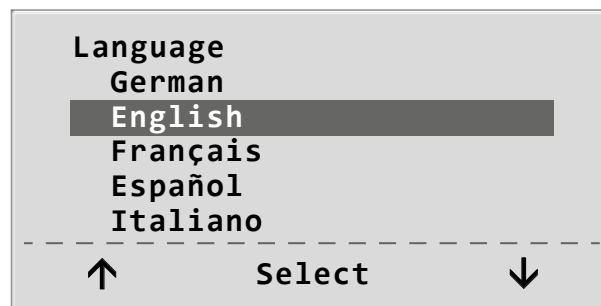 Language
German
English
Français
Español
Italiano
↑ Select ↓